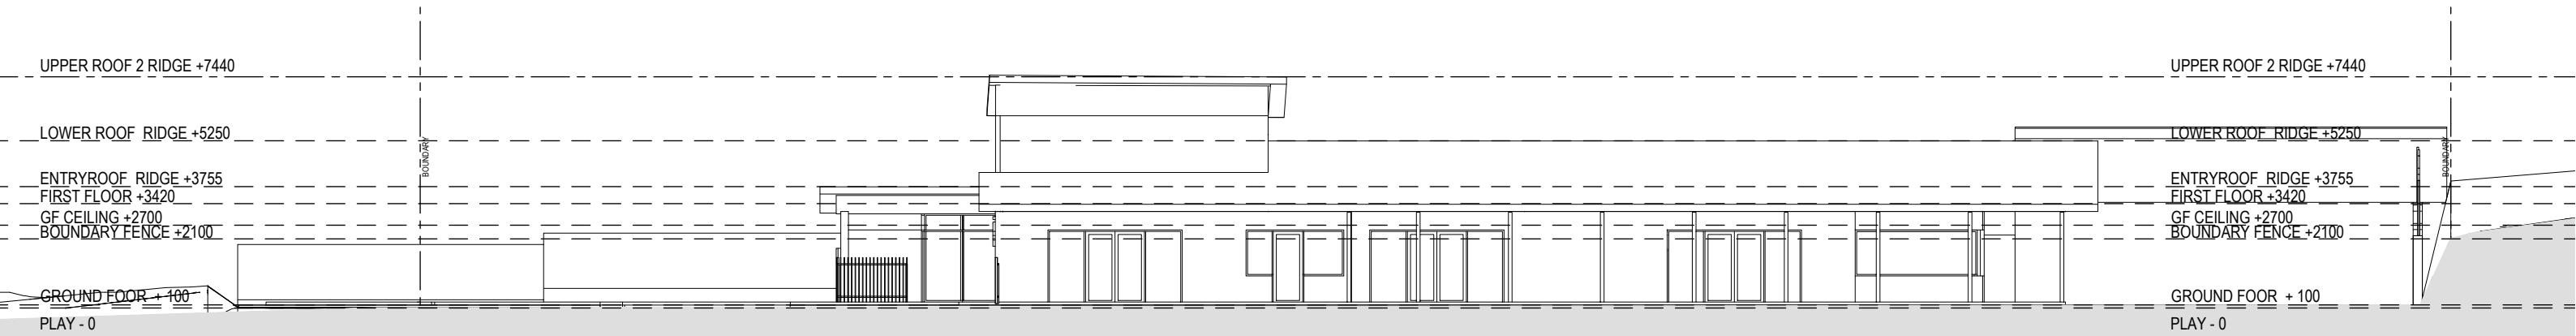 UPPER ROOF 2 RIDGE +7440
UPPER ROOF 2 RIDGE +7440
LOWER ROOF RIDGE +5250
LOWER ROOF RIDGE +5250
BOUNDARY
BOUNDARY
ENTRYROOF RIDGE +3755
ENTRYROOF RIDGE +3755
FIRST FLOOR +3420
FIRST FLOOR +3420
GF CEILING +2700
GF CEILING +2700
BOUNDARY FENCE +2100
BOUNDARY FENCE +2100
GROUND FOOR + 100
GROUND FOOR + 100
PLAY - 0
PLAY - 0